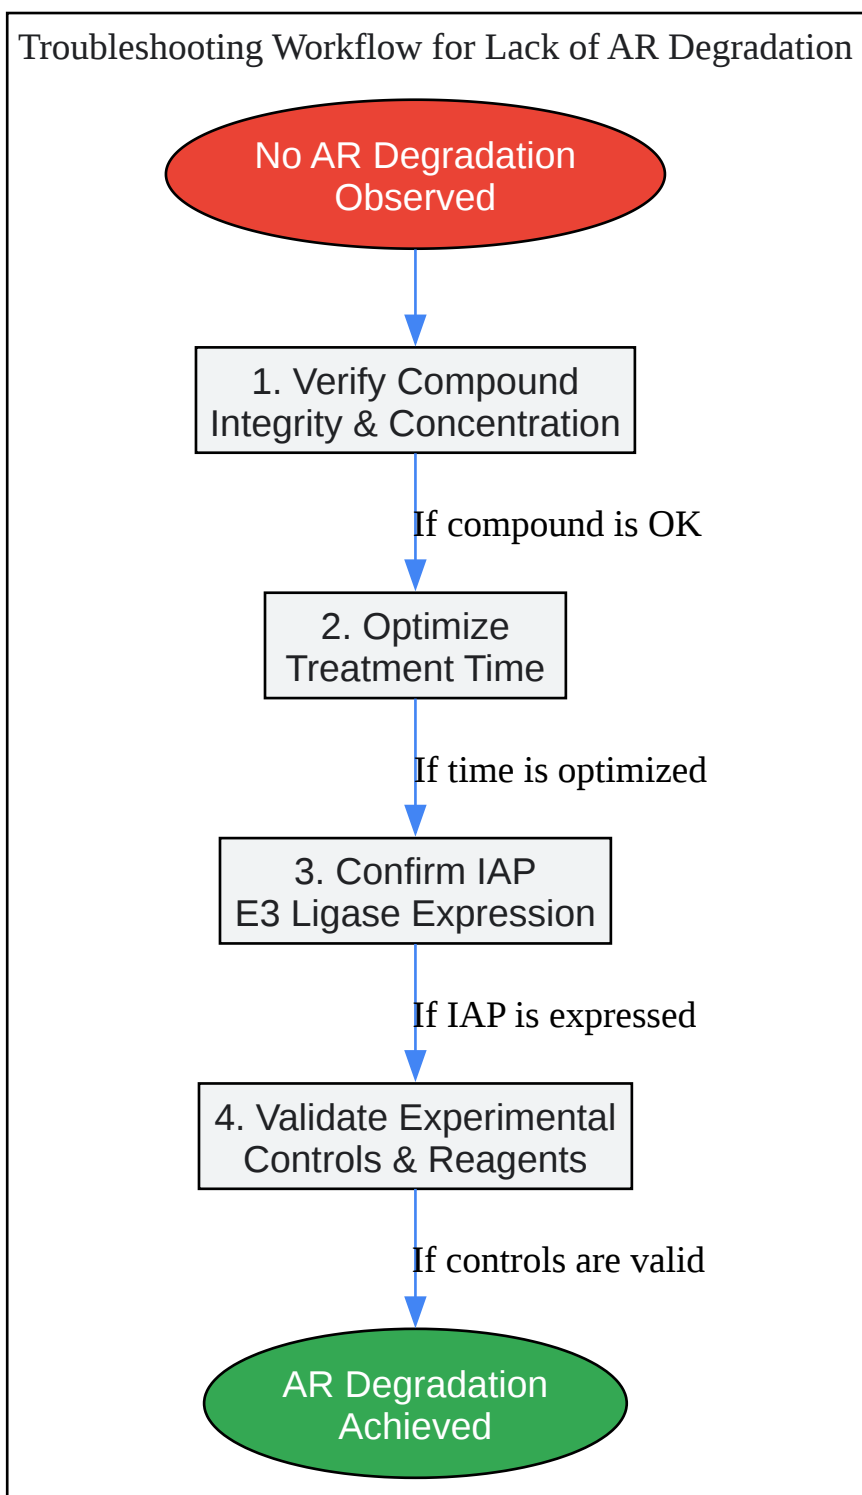 Troubleshooting Workflow for Lack of AR Degradation
No AR Degradation
Observed
1. Verify Compound
Integrity & Concentration
If compound is OK
2. Optimize
Treatment Time
If time is optimized
3. Confirm IAP
E3 Ligase Expression
If IAP is expressed
4. Validate Experimental
Controls & Reagents
If controls are valid
AR Degradation
Achieved